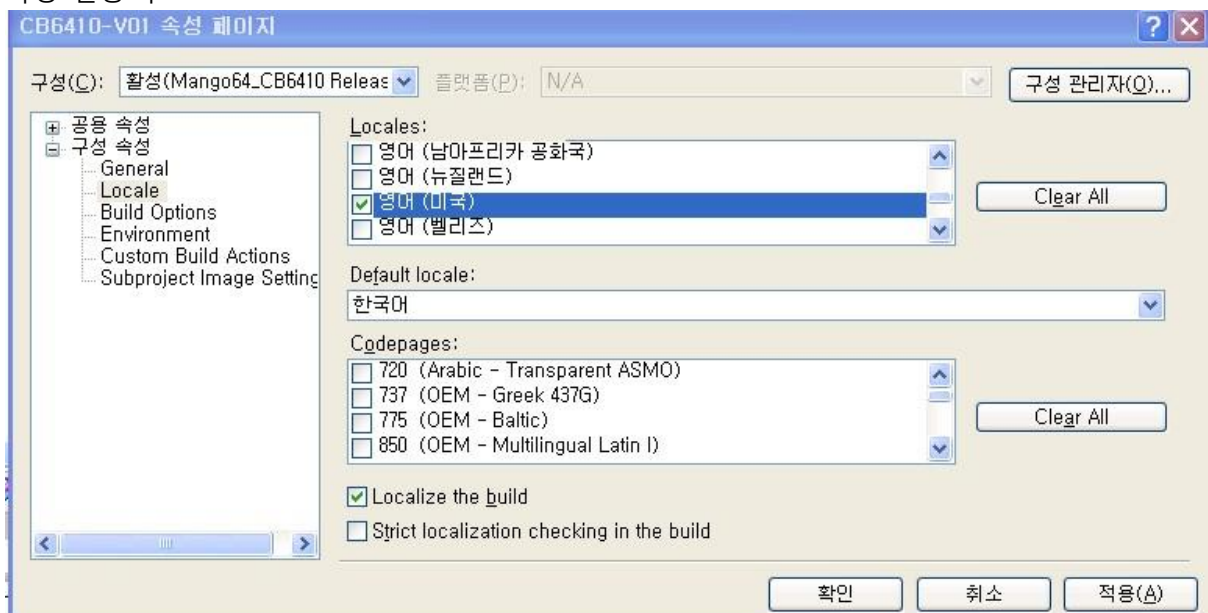 CB6410-V01 속성 페이지
구성(C): 활성(Mango64_CB6410 Releas 플랫폼(P): N/A 구성 관리자(O)...
공용 속성
구성 속성
General
Locale
Build Options
Environment
Custom Build Actions
Subproject Image Setting
Locales:
영어 (남아프리카 공화국)
영어 (뉴질랜드)
영어 (미국)
영어 (벨리즈)
Clear All
Default locale:
한국어
Codepages:
720 (Arabic - Transparent ASMO)
737 (OEM - Greek 437G)
775 (OEM - Baltic)
850 (OEM - Multilingual Latin I)
Clear All
Localize the build
Strict localization checking in the build
확인 취소 적용(A)